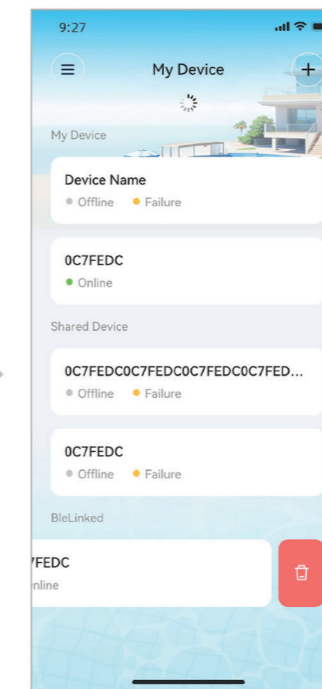 9:27
My Device
My Device
Device Name
Offline Failure
0C7FEDC
Online
Shared Device
0C7FEDC0C7FEDC0C7FEDC0C7FED...
Offline Failure
0C7FEDC
Offline Failure
BleLinked
7FEDC
nline